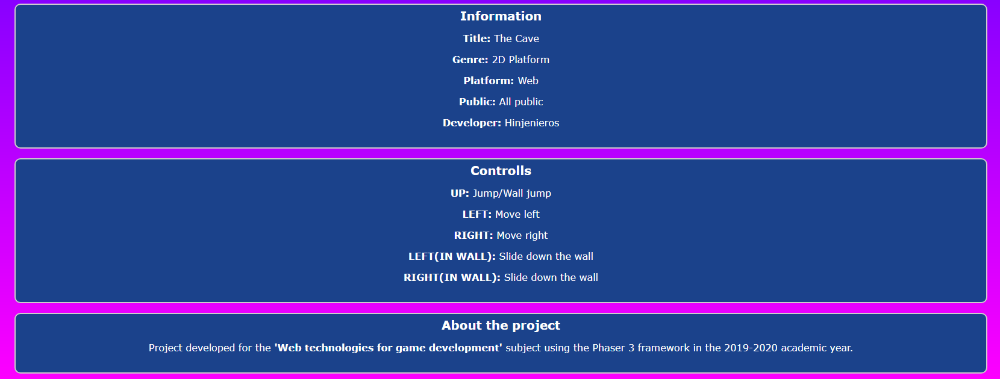 Information
Title: The Cave
Genre: 2D Platform
Platform: Web
Public: All public
Developer: Hinjenieros
Controlls
UP: Jump/Wall jump
LEFT: Move left
RIGHT: Move right
LEFT(IN WALL): Slide down the wall
RIGHT(IN WALL): Slide down the wall
About the project
Project developed for the 'Web technologies for game development' subject using the Phaser 3 framework in the 2019-2020 academic year.